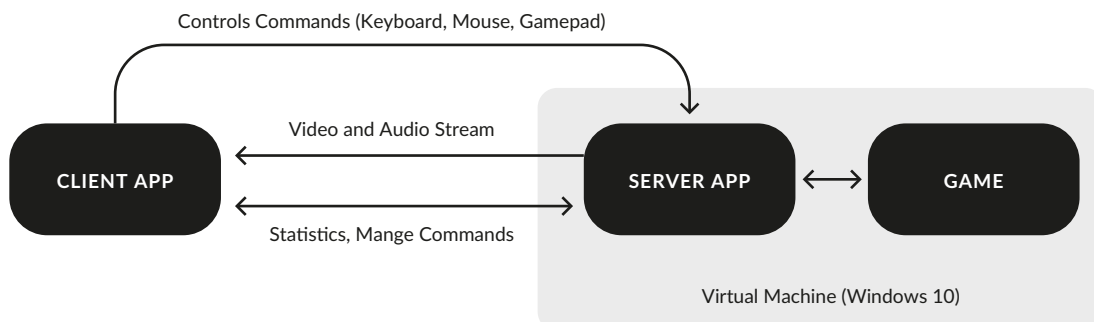 Controls Commands (Keyboard, Mouse, Gamepad)
Video and Audio Stream
CLIENT APP
SERVER APP
GAME
Statistics, Mange Commands
Virtual Machine (Windows 10)